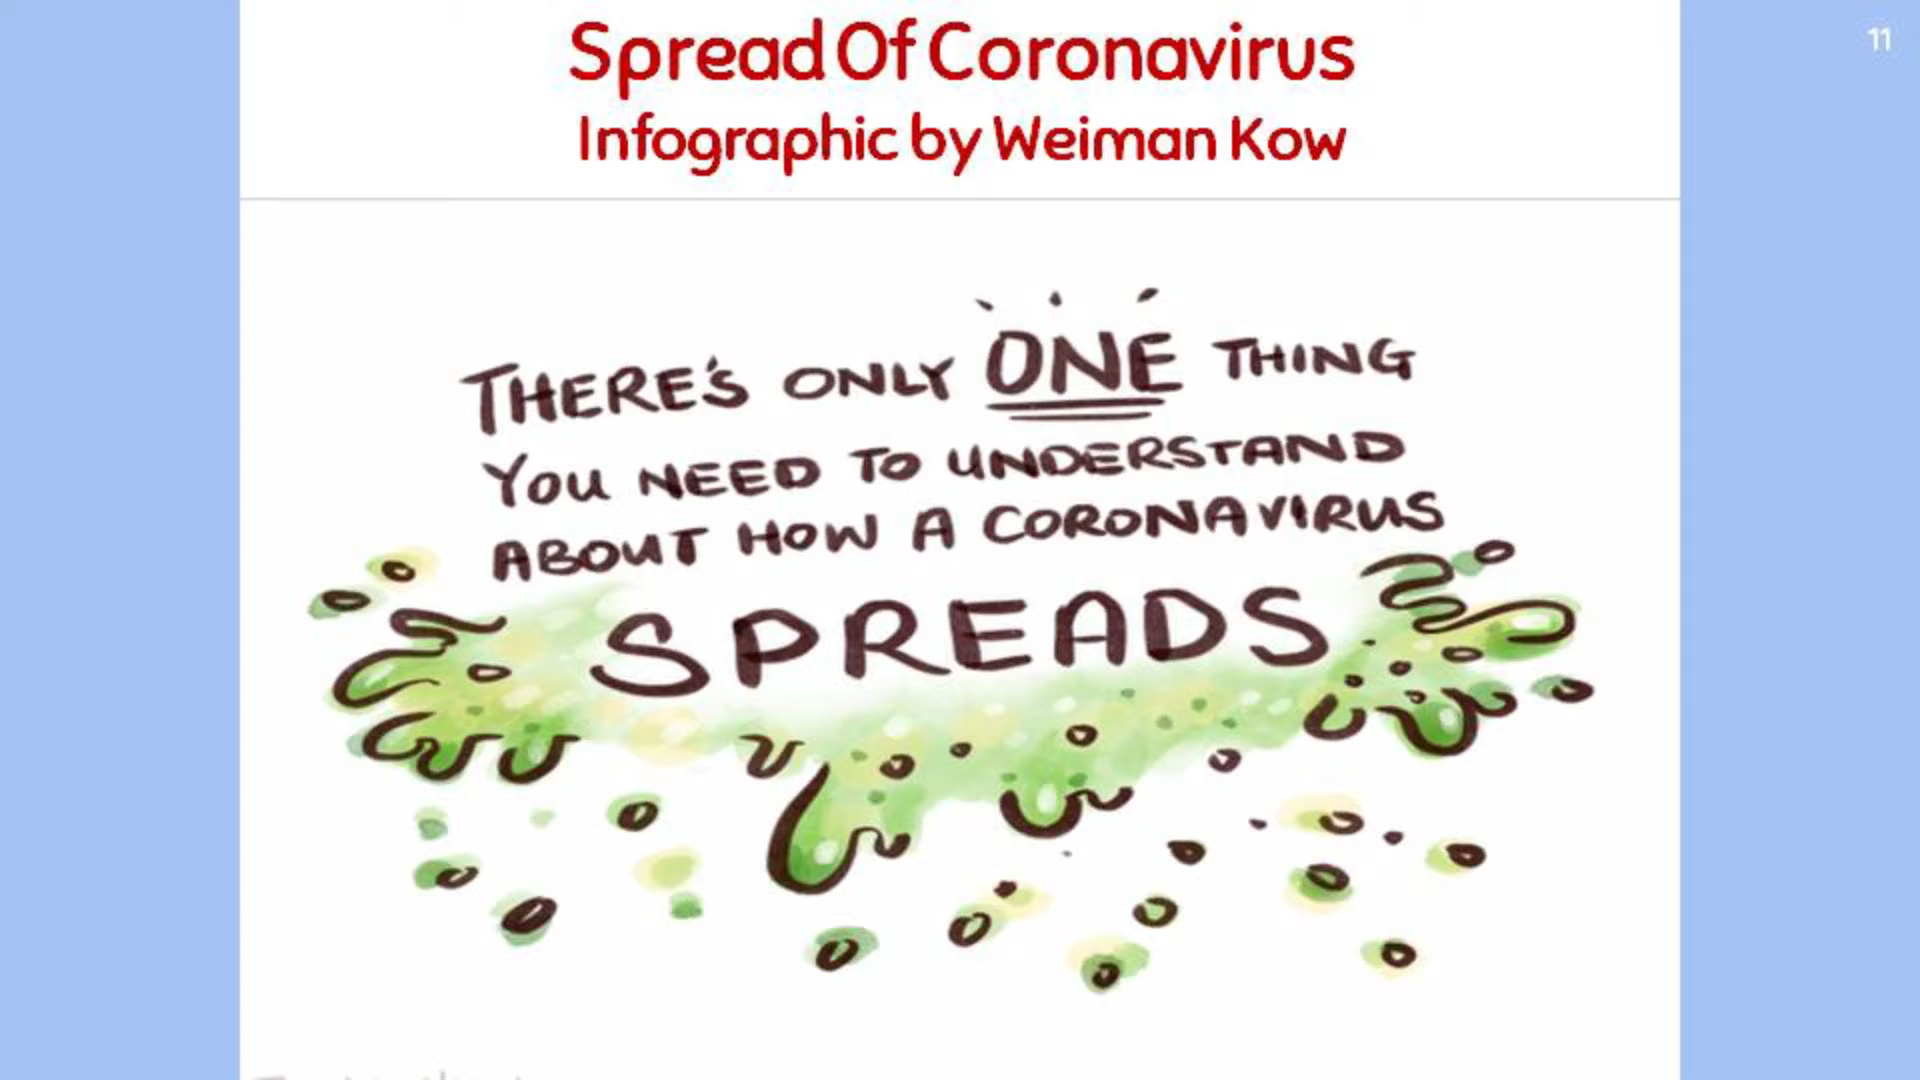 Spread Of Coronavirus
11
Infographic by Weiman Kow
THERE'S ONLY ONE THING
YOU NEED TO UNDERSTAND
ABOUT HOW A CORONAVIRUS
SPREADS